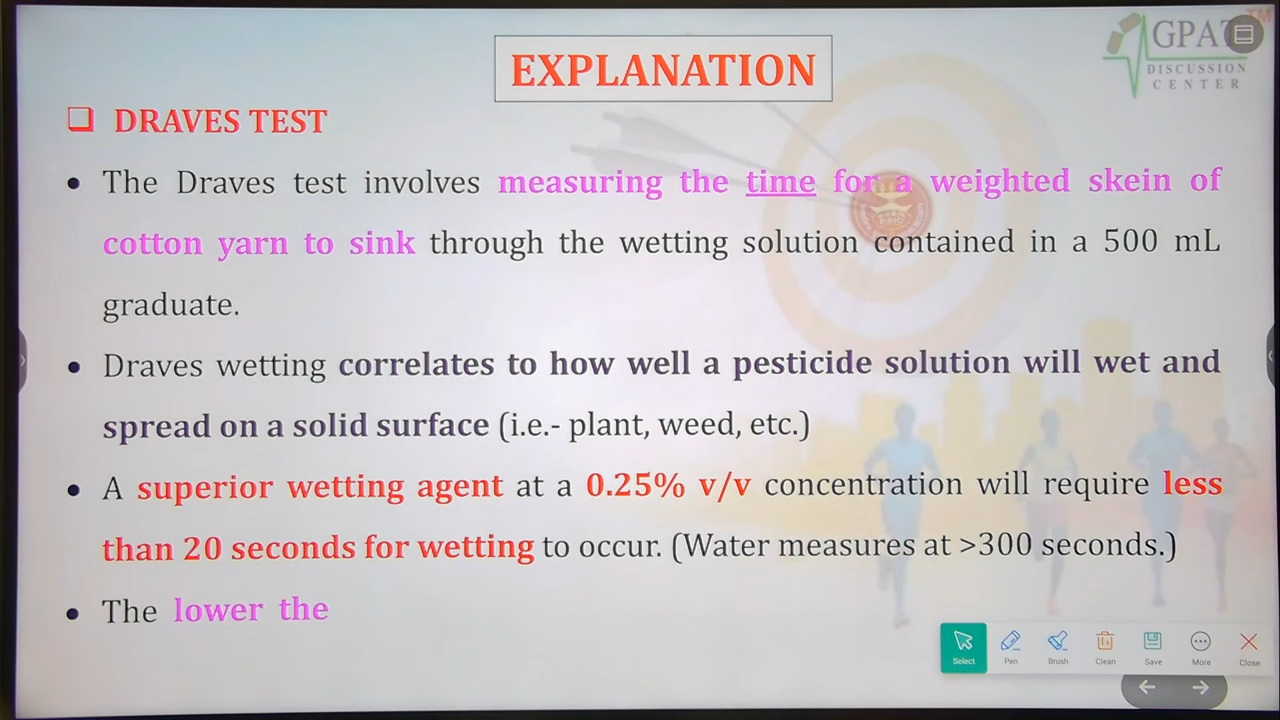 EXPLANATION
GPAT
DISCUSSION
CENTER
❑ DRAVES TEST
• The Draves test involves measuring the time for a weighted skein of
cotton yarn to sink through the wetting solution contained in a 500 mL
graduate.
• Draves wetting correlates to how well a pesticide solution will wet and
spread on a solid surface (i.e.- plant, weed, etc.)
• A superior wetting agent at a 0.25% v/v concentration will require less
than 20 seconds for wetting to occur. (Water measures at >300 seconds.)
• The lower the
Select Pen Brush Clean Save More Close